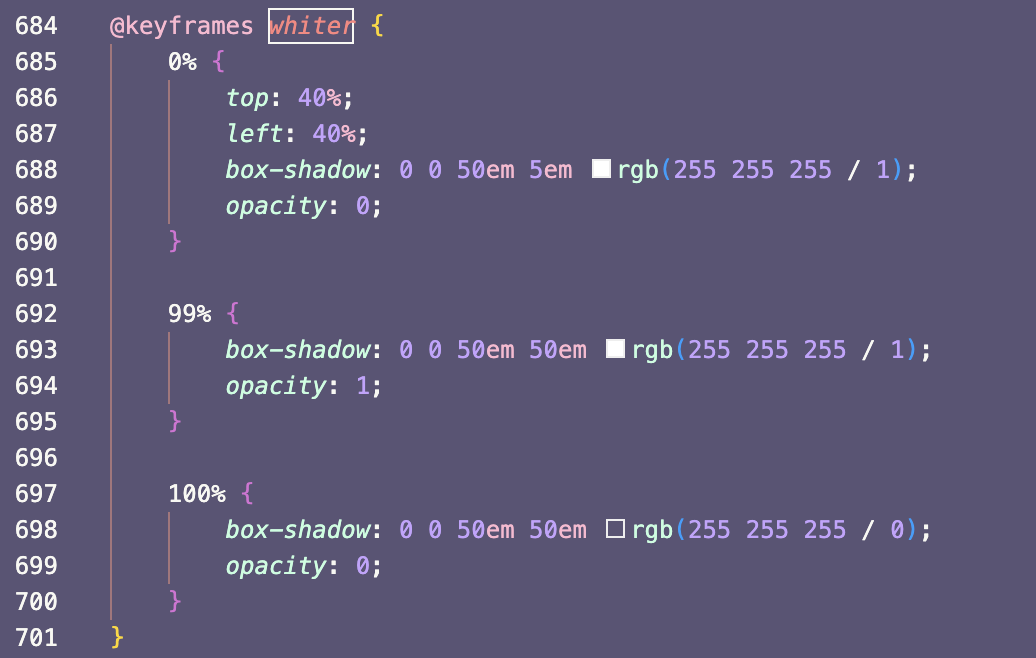 684 @keyframes whiter {
685 0% {
686 top: 40%;
687 left: 40%;
688 box-shadow: 0 0 50em 5em rgb(255 255 255 / 1);
689 opacity: 0;
690 }
691
692 99% {
693 box-shadow: 0 0 50em 50em rgb(255 255 255 / 1);
694 opacity: 1;
695 }
696
697 100% {
698 box-shadow: 0 0 50em 50em rgb(255 255 255 / 0);
699 opacity: 0;
700 }
701 }